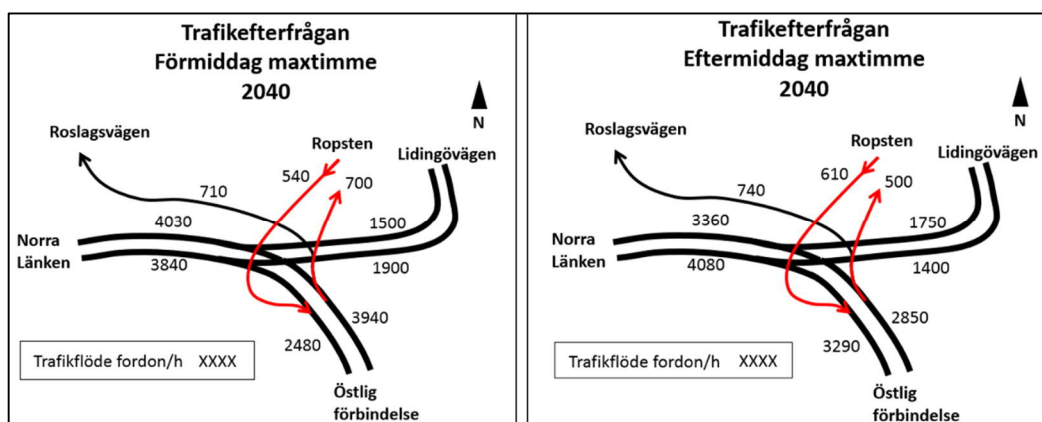 Trafikefterfrågan
Förmiddag maxtimme
2040
N
Roslagsvägen
Ropsten
Lidingövägen
540
700
710
4030
1500
Norra
Länken
3840
1900
3940
2480
Trafikflöde fordon/h XXXX
Östlig
förbindelse
Trafikefterfrågan
Eftermiddag maxtimme
2040
N
Roslagsvägen
Ropsten
Lidingövägen
610
500
740
3360
1750
Norra
Länken
4080
1400
2850
3290
Trafikflöde fordon/h XXXX
Östlig
förbindelse